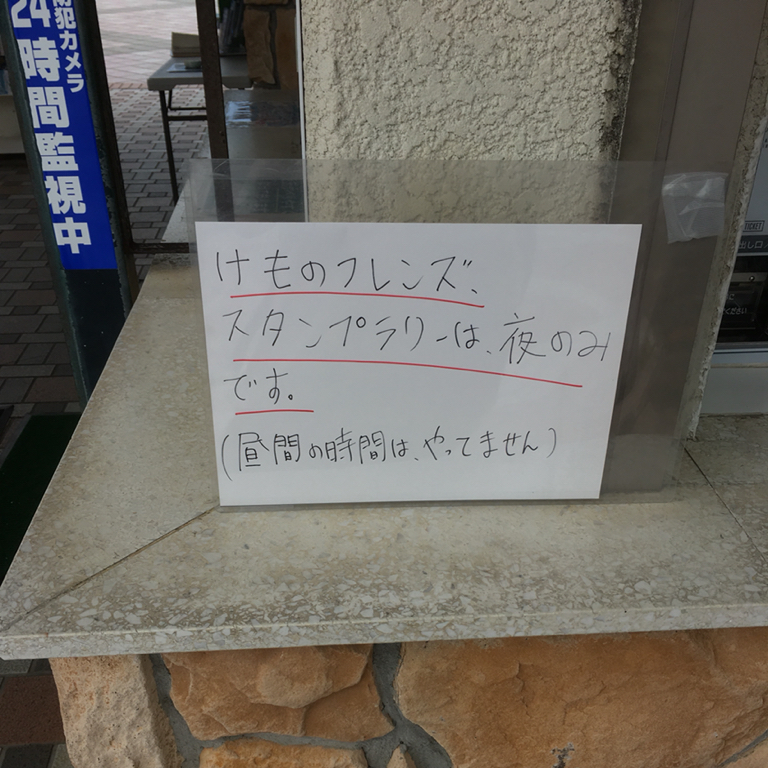 防犯カメラ
24時間監視中
けものフレンズ、
スタンプラリーは、夜のみ
です。
(昼間の時間は、やってません)
TICKET